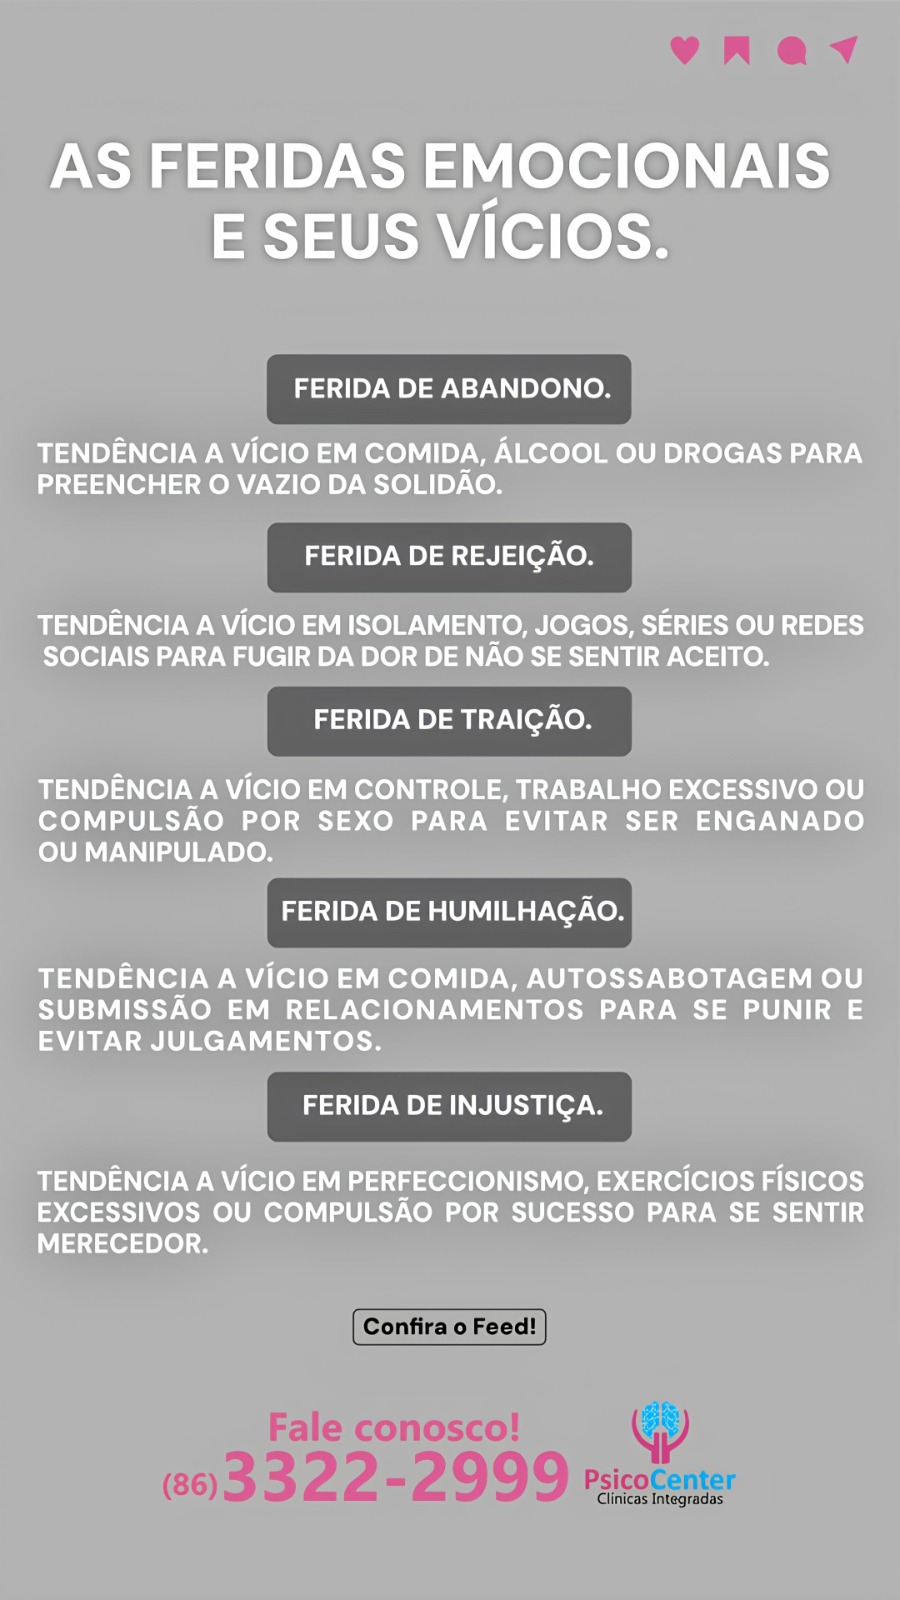 AS FERIDAS EMOCIONAIS
E SEUS VÍCIOS.
FERIDA DE ABANDONO.
TENDÊNCIA A VÍCIO EM COMIDA, ÁLCOOL OU DROGAS PARA
PREENCHER O VAZIO DA SOLIDÃO.
FERIDA DE REJEIÇÃO.
TENDÊNCIA A VÍCIO EM ISOLAMENTO, JOGOS, SÉRIES OU REDES
SOCIAIS PARA FUGIR DA DOR DE NÃO SE SENTIR ACEITO.
FERIDA DE TRAIÇÃO.
TENDÊNCIA A VÍCIO EM CONTROLE, TRABALHO EXCESSIVO OU
COMPULSÃO POR SEXO PARA EVITAR SER ENGANADO
OU MANIPULADO.
FERIDA DE HUMILHAÇÃO.
TENDÊNCIA A VÍCIO EM COMIDA, AUTOSSABOTAGEM OU
SUBMISSÃO EM RELACIONAMENTOS PARA SE PUNIR E
EVITAR JULGAMENTOS.
FERIDA DE INJUSTIÇA.
TENDÊNCIA A VÍCIO EM PERFECCIONISMO, EXERCÍCIOS FÍSICOS
EXCESSIVOS OU COMPULSÃO POR SUCESSO PARA SE SENTIR
MERECEDOR.
Confira o Feed!
Fale conosco!
(86) 3322-2999
PsicoCenter
Clínicas Integradas